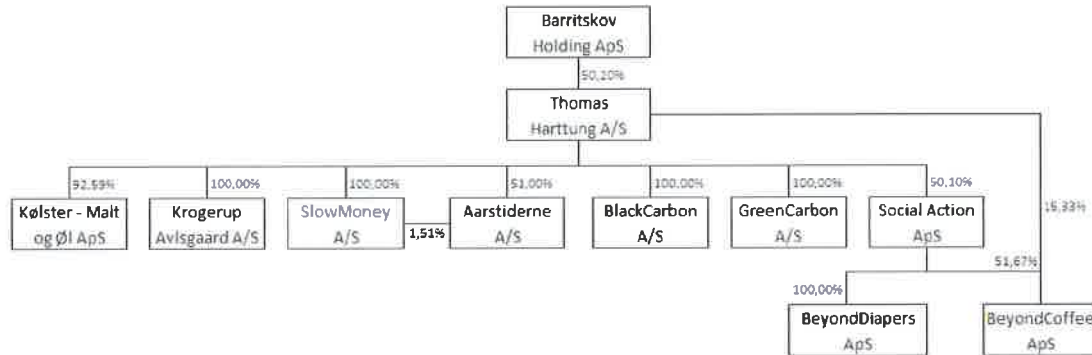 Barritskov
Holding ApS
50,20%
Thomas
Harttung A/S
92,59%
100,00%
100,00%
51,00%
100,00%
100,00%
50,10%
15,33%
Kølster - Malt
og Øl ApS
Krogerup
Avlsgaard A/S
SlowMoney
A/S
1,51%
Aarstiderne
A/S
BlackCarbon
A/S
GreenCarbon
A/S
Social Action
ApS
51,67%
100,00%
BeyondDiapers
ApS
BeyondCoffee
ApS